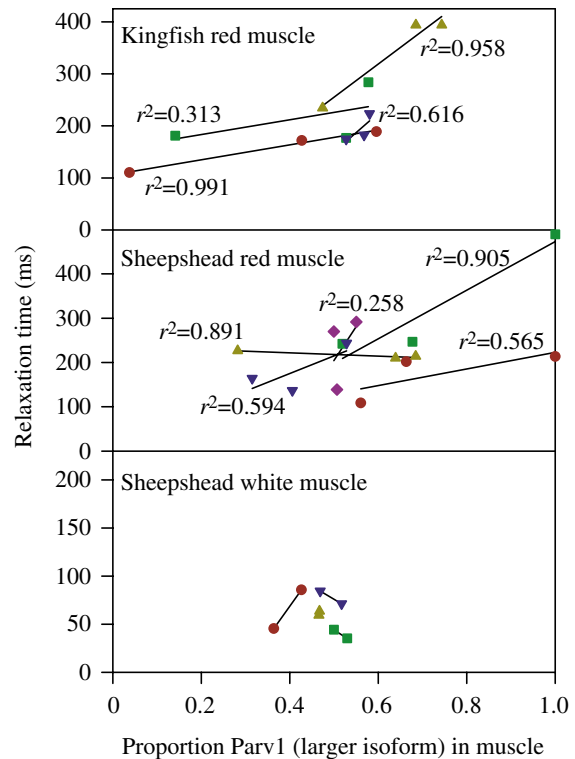 Kingfish red muscle
400
300
200
100
0
r²=0.958
r²=0.313
r²=0.616
r²=0.991
Sheepshead red muscle
400
300
200
100
0
r²=0.905
r²=0.258
r²=0.891
r²=0.565
r²=0.594
Relaxation time (ms)
Sheepshead white muscle
200
150
100
50
0
0
0.2
0.4
0.6
0.8
1.0
Proportion Parv1 (larger isoform) in muscle